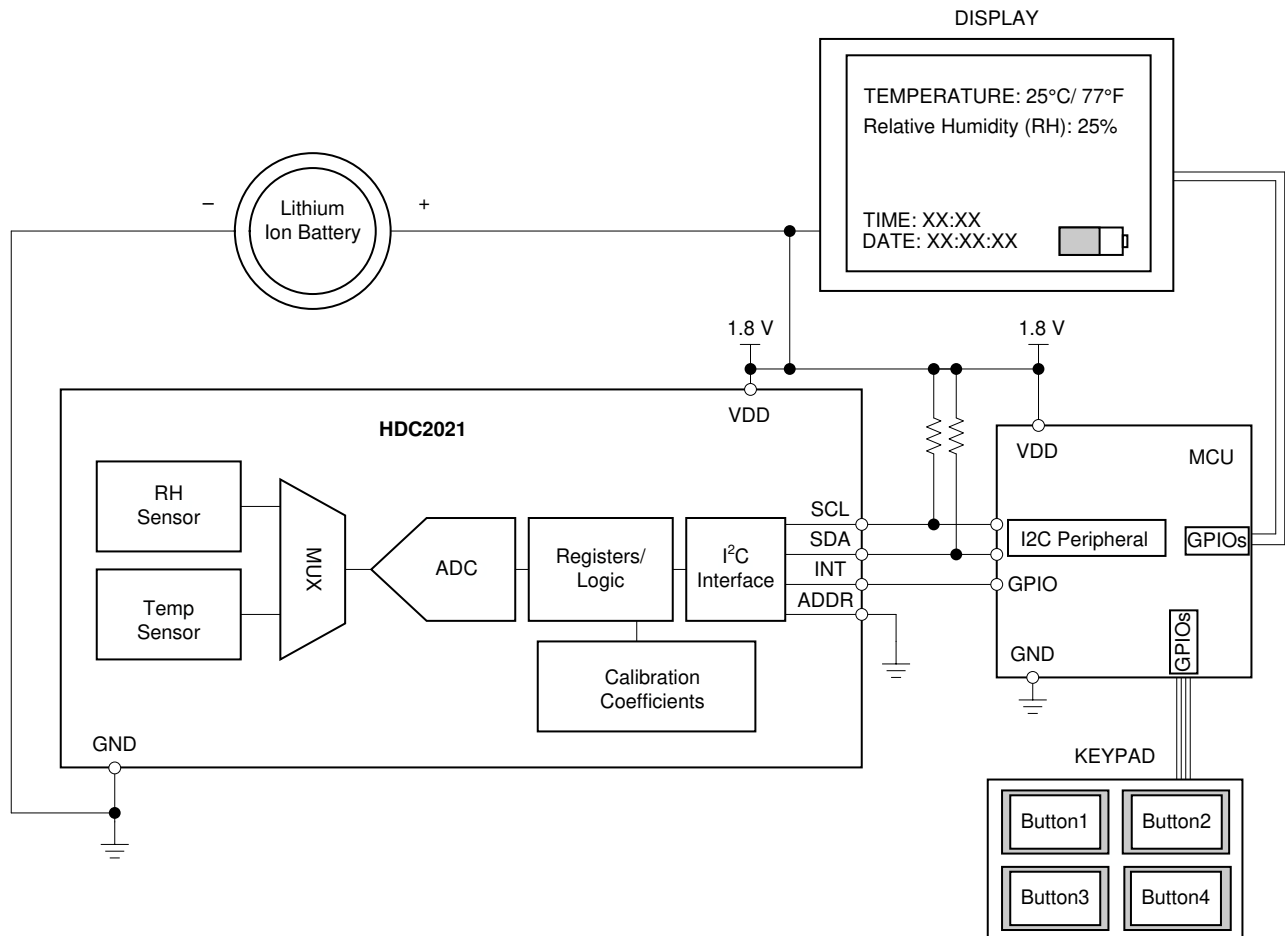 DISPLAY
TEMPERATURE: 25°C/ 77°F
Relative Humidity (RH): 25%
TIME: XX:XX
DATE: XX:XX:XX
–
Lithium
Ion Battery
+
1.8 V
1.8 V
VDD
HDC2021
VDD
MCU
RH
Sensor
MUX
ADC
Registers/
Logic
I²C
Interface
SCL
SDA
INT
ADDR
I2C Peripheral
GPIOs
GPIO
Temp
Sensor
Calibration
Coefficients
GND
GPIOs
GND
KEYPAD
Button1
Button2
Button3
Button4